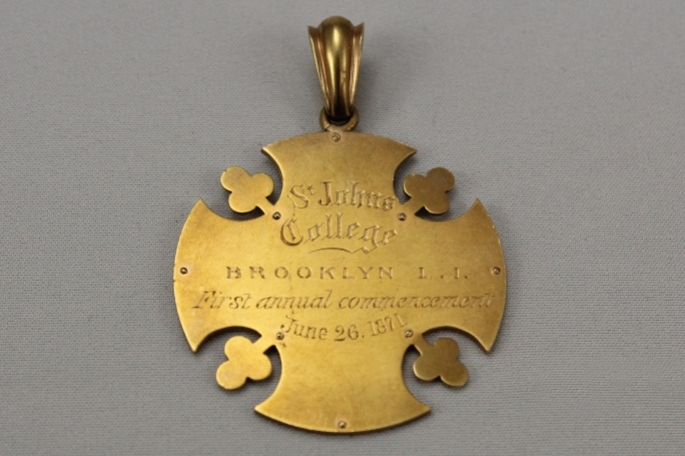 St Johns
College
BROOKLYN L.I.
First annual commencement
June 26. 1871